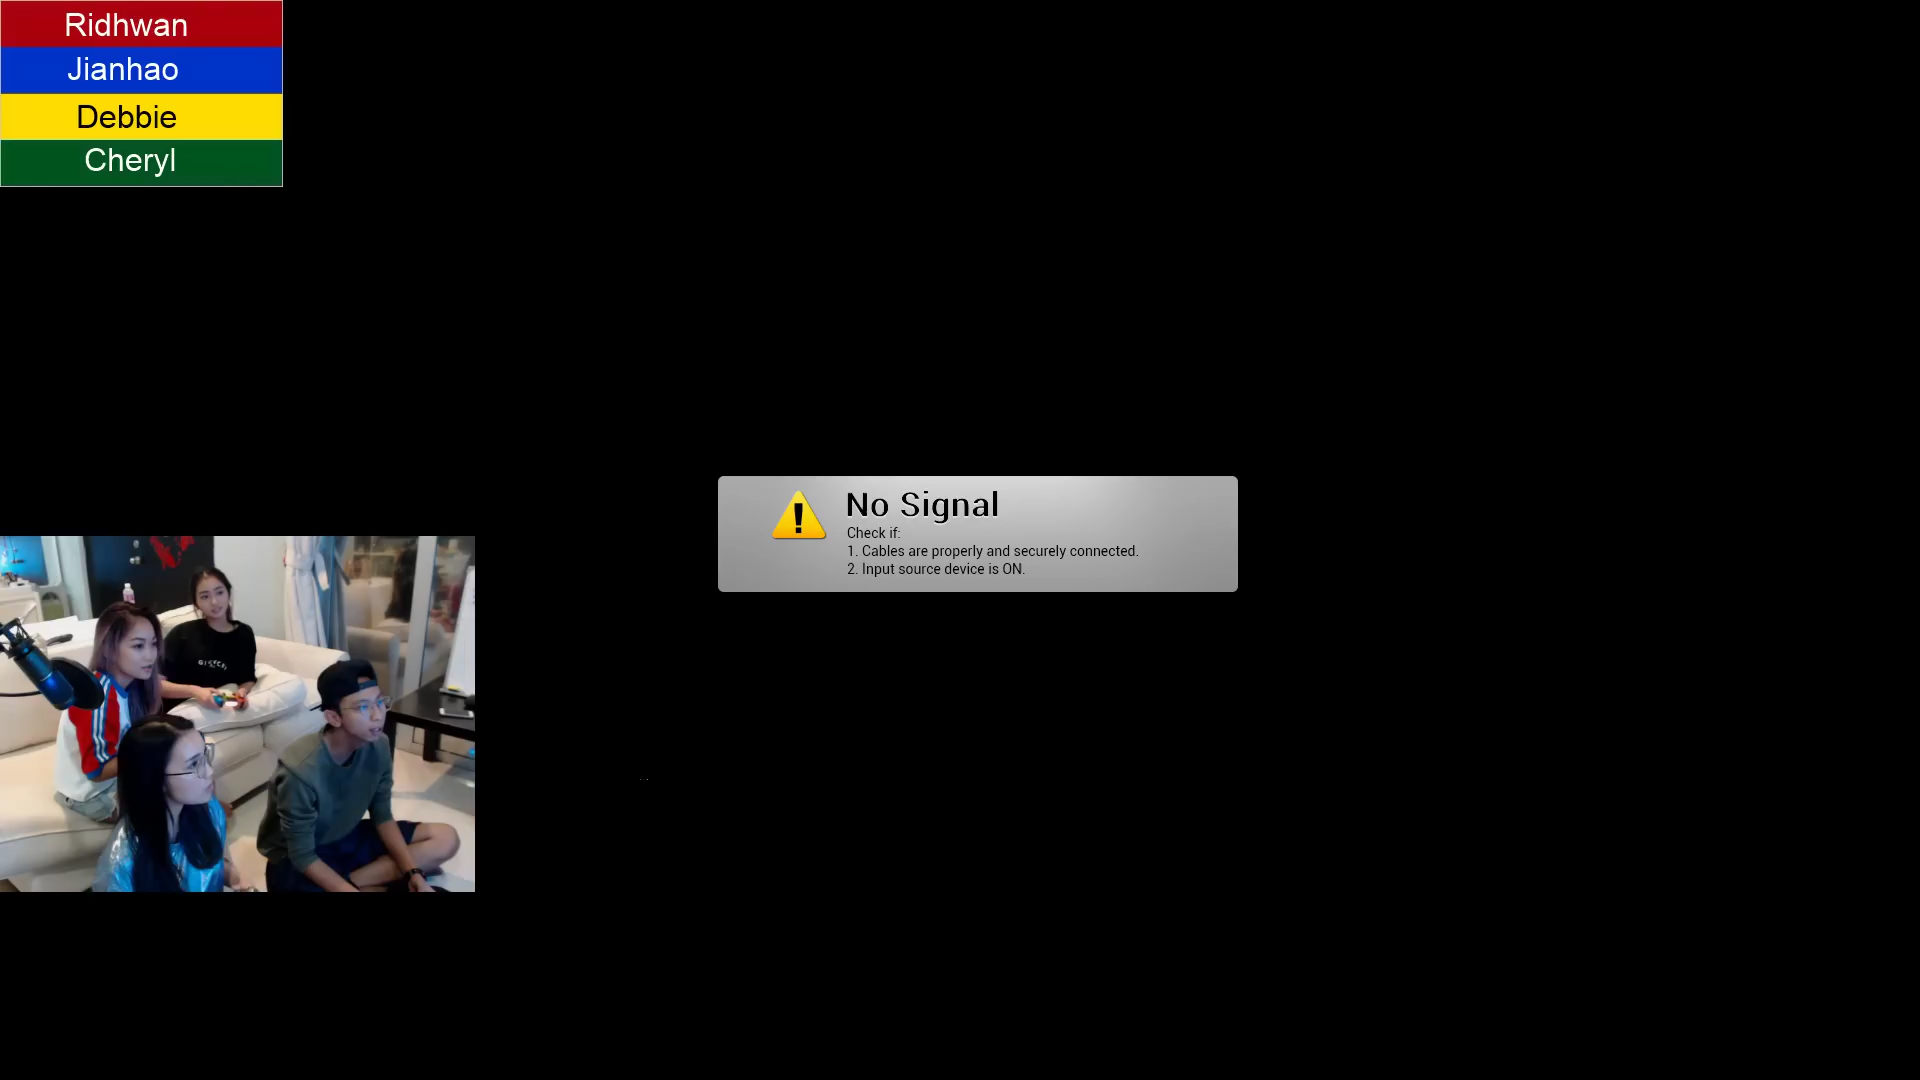 Ridhwan
Jianhao
Debbie
Cheryl
No Signal
Check if:
1. Cables are properly and securely connected.
2. Input source device is ON.